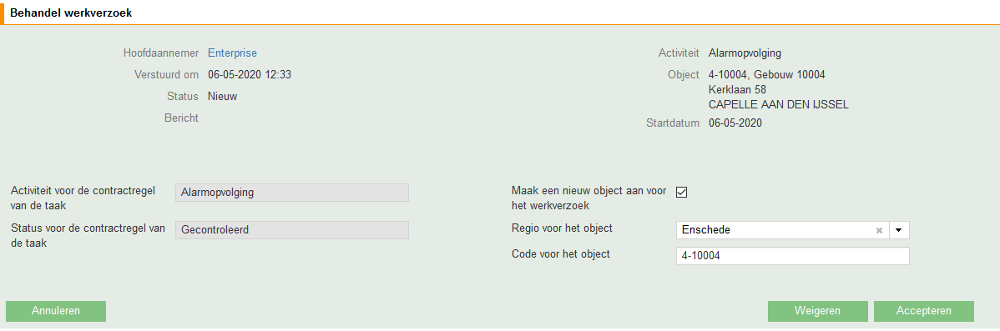 Behandel werkverzoek
Hoofdaannemer Enterprise
Verstuurd om 06-05-2020 12:33
Status Nieuw
Bericht
Activiteit Alarmopvolging
Object 4-10004, Gebouw 10004
Kerklaan 58
CAPELLE AAN DEN IJSSEL
Startdatum 06-05-2020
Activiteit voor de contractregel
van de taak
Alarmopvolging
Status voor de contractregel van
de taak
Gecontroleerd
Maak een nieuw object aan voor
het werkverzoek
Regio voor het object Enschede
Code voor het object 4-10004
Annuleren
Weigeren
Accepteren